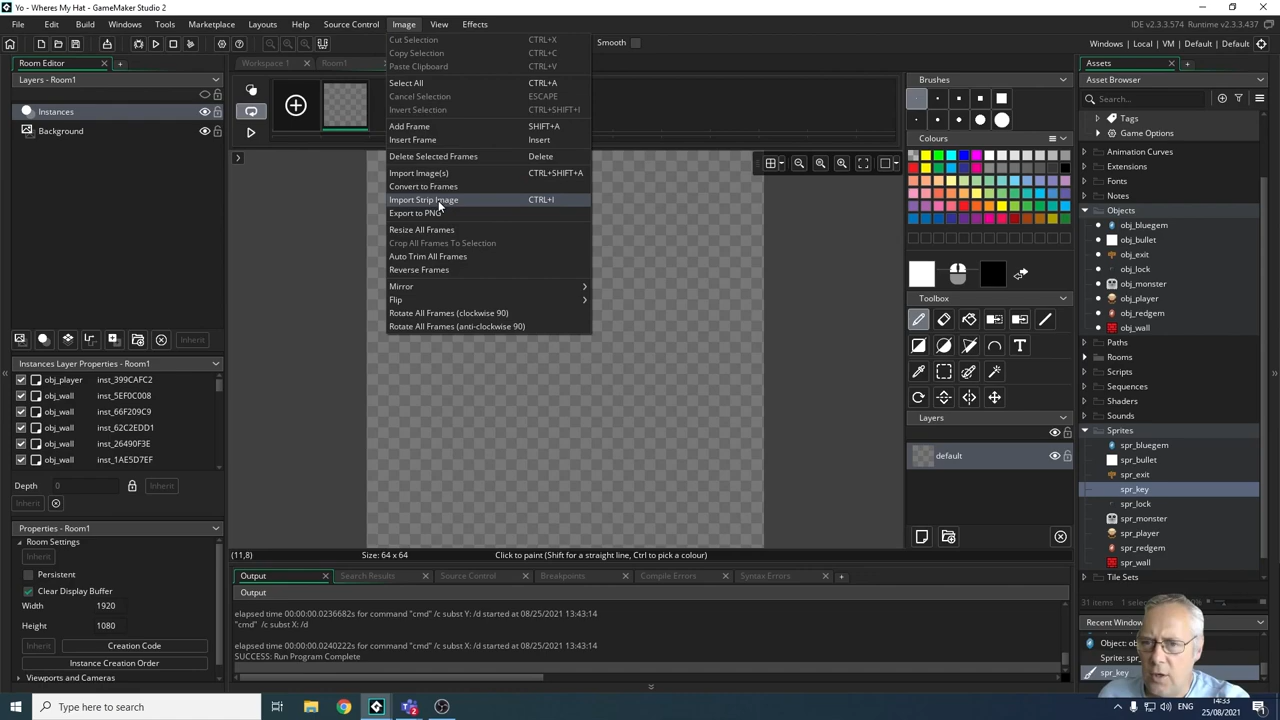 Yo - Wheres My Hat - GameMaker Studio 2
File Edit Build Windows Tools Marketplace Layouts Help Source Control Image View Effects
IDE v2.3.3.574 Runtime v2.3.3.437
Smooth
Windows | Local | VM | Default | Default
Room Editor
Layers - Room1
Instances
Background
Inherit
Instances Layer Properties - Room1
obj_player inst_399CAFC2
obj_wall inst_5EF0C008
obj_wall inst_66F209C9
obj_wall inst_62C2EDD1
obj_wall inst_26490F3E
obj_wall inst_1AE5D7EF
Depth 0 Inherit
Inherit
Properties - Room1
Room Settings
Inherit
Persistent
Clear Display Buffer
Width 1920
Height 1080
Inherit Creation Code
Instance Creation Order
Viewports and Cameras
Workspace 1
Room1
Cut Selection CTRL+X
Copy Selection CTRL+C
Paste Clipboard CTRL+V
Select All CTRL+A
Cancel Selection ESCAPE
Invert Selection CTRL+SHIFT+I
Add Frame SHIFT+A
Insert Frame Insert
Delete Selected Frames Delete
Import Image(s) CTRL+SHIFT+A
Convert to Frames
Import Strip Image CTRL+I
Export to PNG
Resize All Frames
Crop All Frames To Selection
Auto Trim All Frames
Reverse Frames
Mirror
Flip
Rotate All Frames (clockwise 90)
Rotate All Frames (anti-clockwise 90)
(11,8) Size: 64 x 64 Click to paint (Shift for a straight line, Ctrl to pick a colour)
Output Search Results Source Control Breakpoints Compile Errors Syntax Errors
Output
elapsed time 00:00:00.0236682s for command "cmd" /c subst Y: /d started at 08/25/2021 13:43:14
"cmd" /c subst X: /d
elapsed time 00:00:00.0240222s for command "cmd" /c subst X: /d started at 08/25/2021 13:43:14
SUCCESS: Run Program Complete
Brushes
Colours
Toolbox
T
Layers
default
Assets
Asset Browser
Search...
Tags
Game Options
Animation Curves
Extensions
Fonts
Notes
Objects
obj_bluegem
obj_bullet
obj_exit
obj_lock
obj_monster
obj_player
obj_redgem
obj_wall
Paths
Rooms
Scripts
Sequences
Shaders
Sounds
Sprites
spr_bluegem
spr_bullet
spr_exit
spr_key
spr_lock
spr_monster
spr_player
spr_redgem
spr_wall
Tile Sets
31 items
Recent Window
Object: obj
Sprite: spr_
spr_key
Type here to search
ENG
14:33
25/08/2021